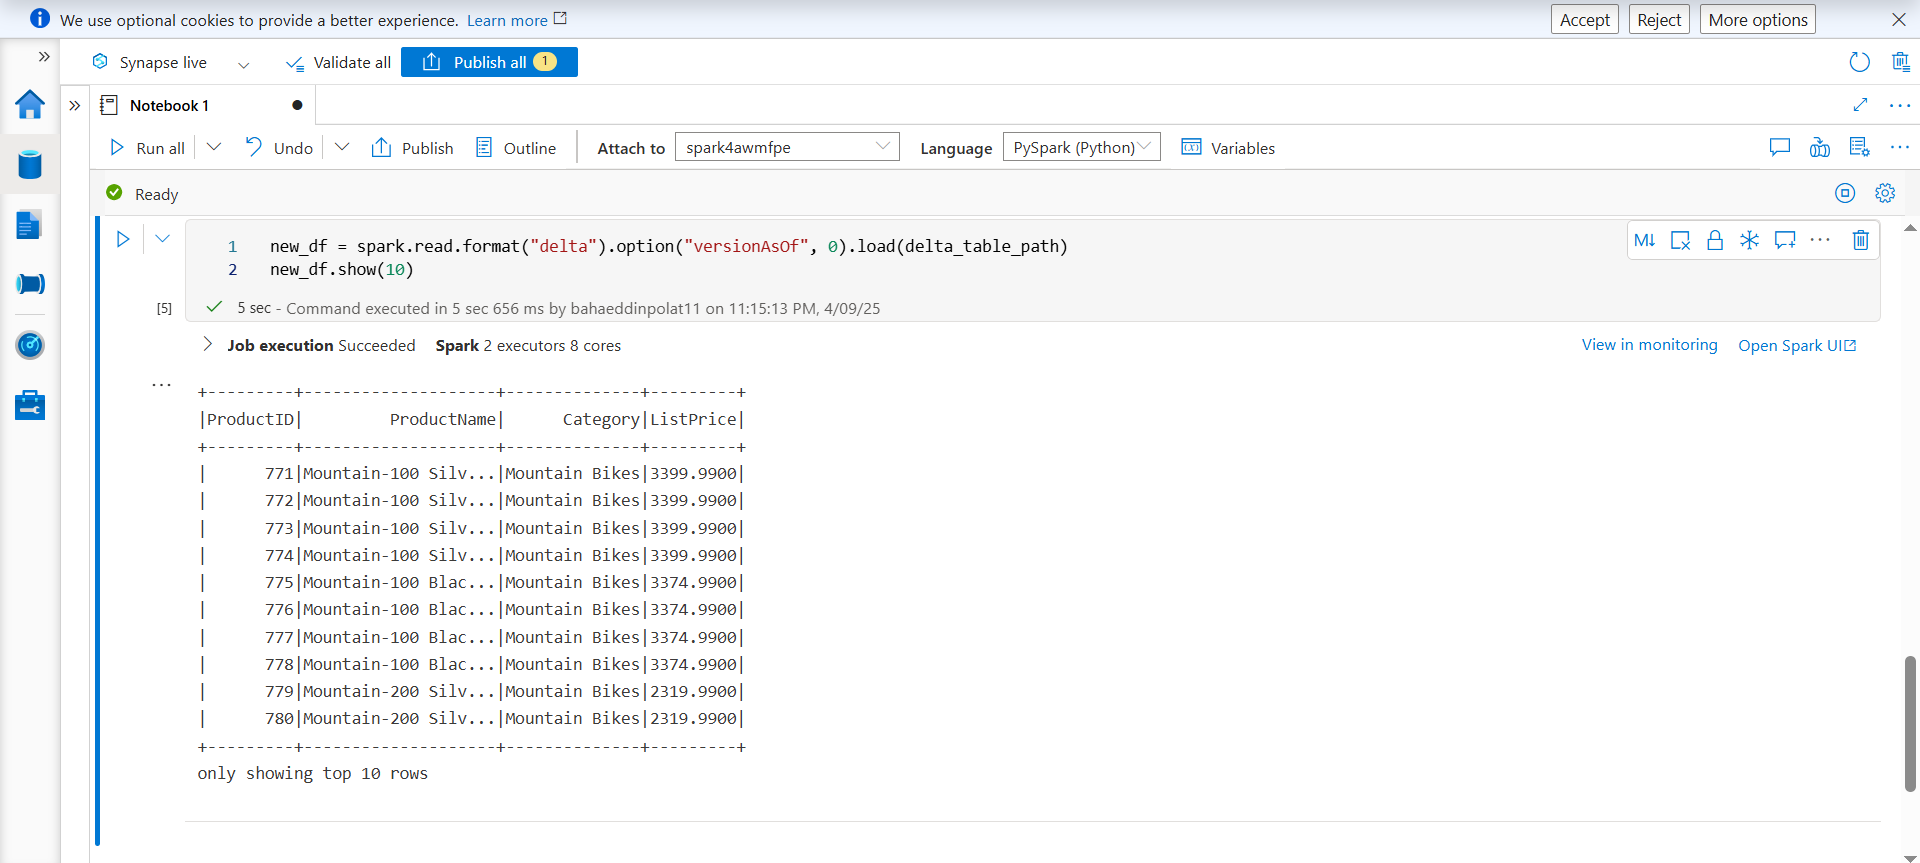 We use optional cookies to provide a better experience. Learn more
Accept
Reject
More options
Synapse live
Validate all
Publish all 1
Notebook 1
Run all
Undo
Publish
Outline
Attach to
spark4awmfpe
Language
PySpark (Python)
Variables
Ready
1 new_df = spark.read.format("delta").option("versionAsOf", 0).load(delta_table_path)
2 new_df.show(10)
M↓
[5]
5 sec - Command executed in 5 sec 656 ms by bahaeddinpolat11 on 11:15:13 PM, 4/09/25
Job execution Succeeded Spark 2 executors 8 cores
View in monitoring
Open Spark UI
+---------+--------------------+--------------+---------+
|ProductID|         ProductName|      Category|ListPrice|
+---------+--------------------+--------------+---------+
|      771|Mountain-100 Silv...|Mountain Bikes|3399.9900|
|      772|Mountain-100 Silv...|Mountain Bikes|3399.9900|
|      773|Mountain-100 Silv...|Mountain Bikes|3399.9900|
|      774|Mountain-100 Silv...|Mountain Bikes|3399.9900|
|      775|Mountain-100 Blac...|Mountain Bikes|3374.9900|
|      776|Mountain-100 Blac...|Mountain Bikes|3374.9900|
|      777|Mountain-100 Blac...|Mountain Bikes|3374.9900|
|      778|Mountain-100 Blac...|Mountain Bikes|3374.9900|
|      779|Mountain-200 Silv...|Mountain Bikes|2319.9900|
|      780|Mountain-200 Silv...|Mountain Bikes|2319.9900|
+---------+--------------------+--------------+---------+
only showing top 10 rows